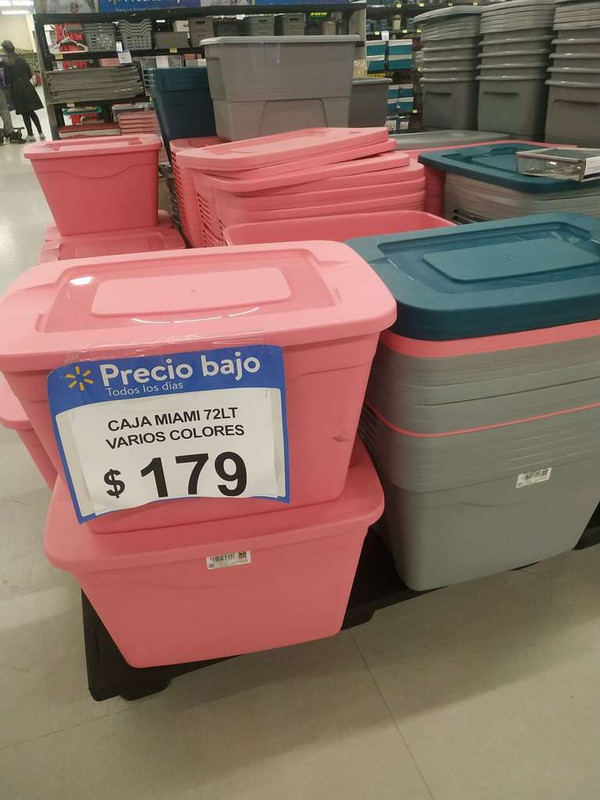 Precio bajo
Todos los días
CAJA MIAMI 72LT
VARIOS COLORES
$ 179